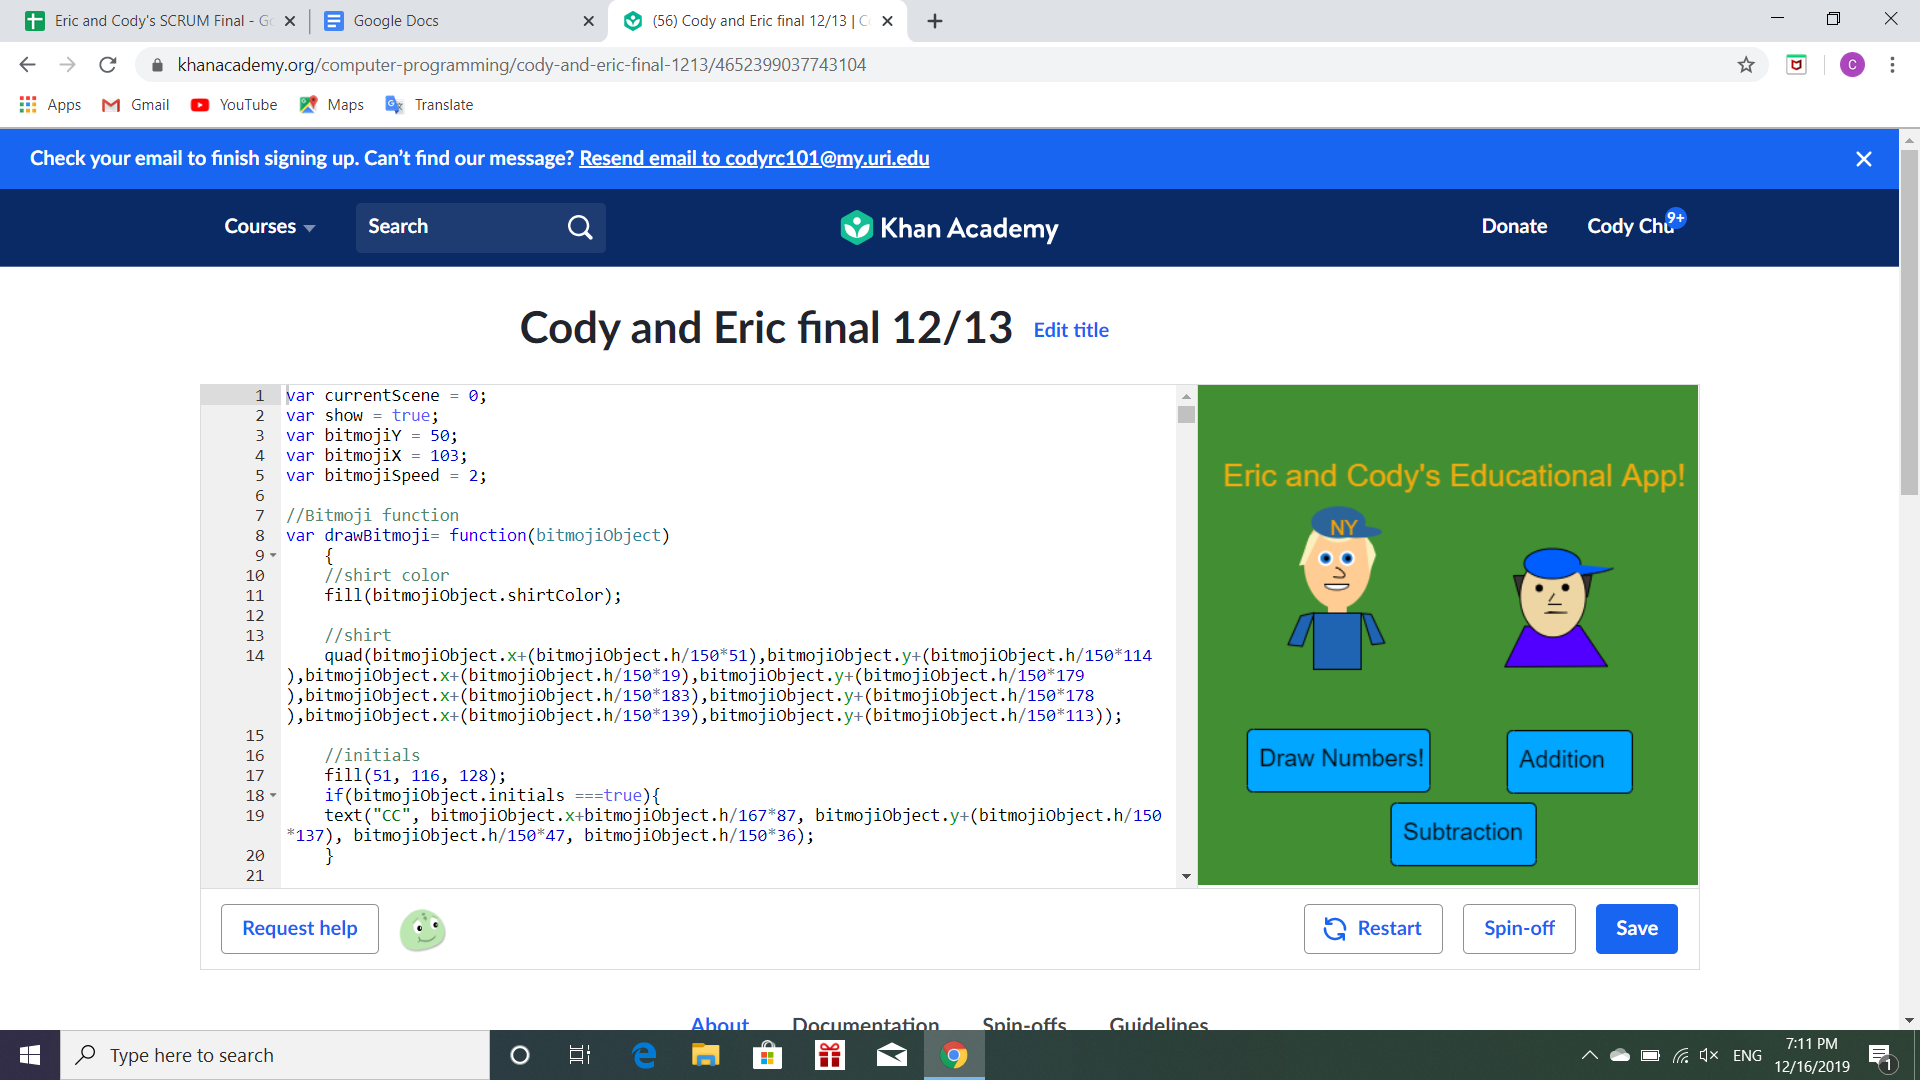 Eric and Cody's SCRUM Final - Go
Google Docs
(56) Cody and Eric final 12/13 | C
khanacademy.org/computer-programming/cody-and-eric-final-1213/4652399037743104
C
Apps
Gmail
YouTube
Maps
Translate
Check your email to finish signing up. Can't find our message? Resend email to codyrc101@my.uri.edu
Courses
Search
Khan Academy
Donate
Cody Chu
9+
Cody and Eric final 12/13
Edit title
1 var currentScene = 0;
2 var show = true;
3 var bitmojiY = 50;
4 var bitmojiX = 103;
5 var bitmojiSpeed = 2;
6
7 //Bitmoji function
8 var drawBitmoji= function(bitmojiObject)
9 {
10 //shirt color
11 fill(bitmojiObject.shirtColor);
12
13 //shirt
14 quad(bitmojiObject.x+(bitmojiObject.h/150*51),bitmojiObject.y+(bitmojiObject.h/150*114
),bitmojiObject.x+(bitmojiObject.h/150*19),bitmojiObject.y+(bitmojiObject.h/150*179
),bitmojiObject.x+(bitmojiObject.h/150*183),bitmojiObject.y+(bitmojiObject.h/150*178
),bitmojiObject.x+(bitmojiObject.h/150*139),bitmojiObject.y+(bitmojiObject.h/150*113));
15
16 //initials
17 fill(51, 116, 128);
18 if(bitmojiObject.initials ===true){
19 text("CC", bitmojiObject.x+bitmojiObject.h/167*87, bitmojiObject.y+(bitmojiObject.h/150
*137), bitmojiObject.h/150*47, bitmojiObject.h/150*36);
20 }
21
Eric and Cody's Educational App!
NY
Draw Numbers!
Addition
Subtraction
Request help
Restart
Spin-off
Save
About
Documentation
Spin-offs
Guidelines
Type here to search
ENG
7:11 PM
12/16/2019
1